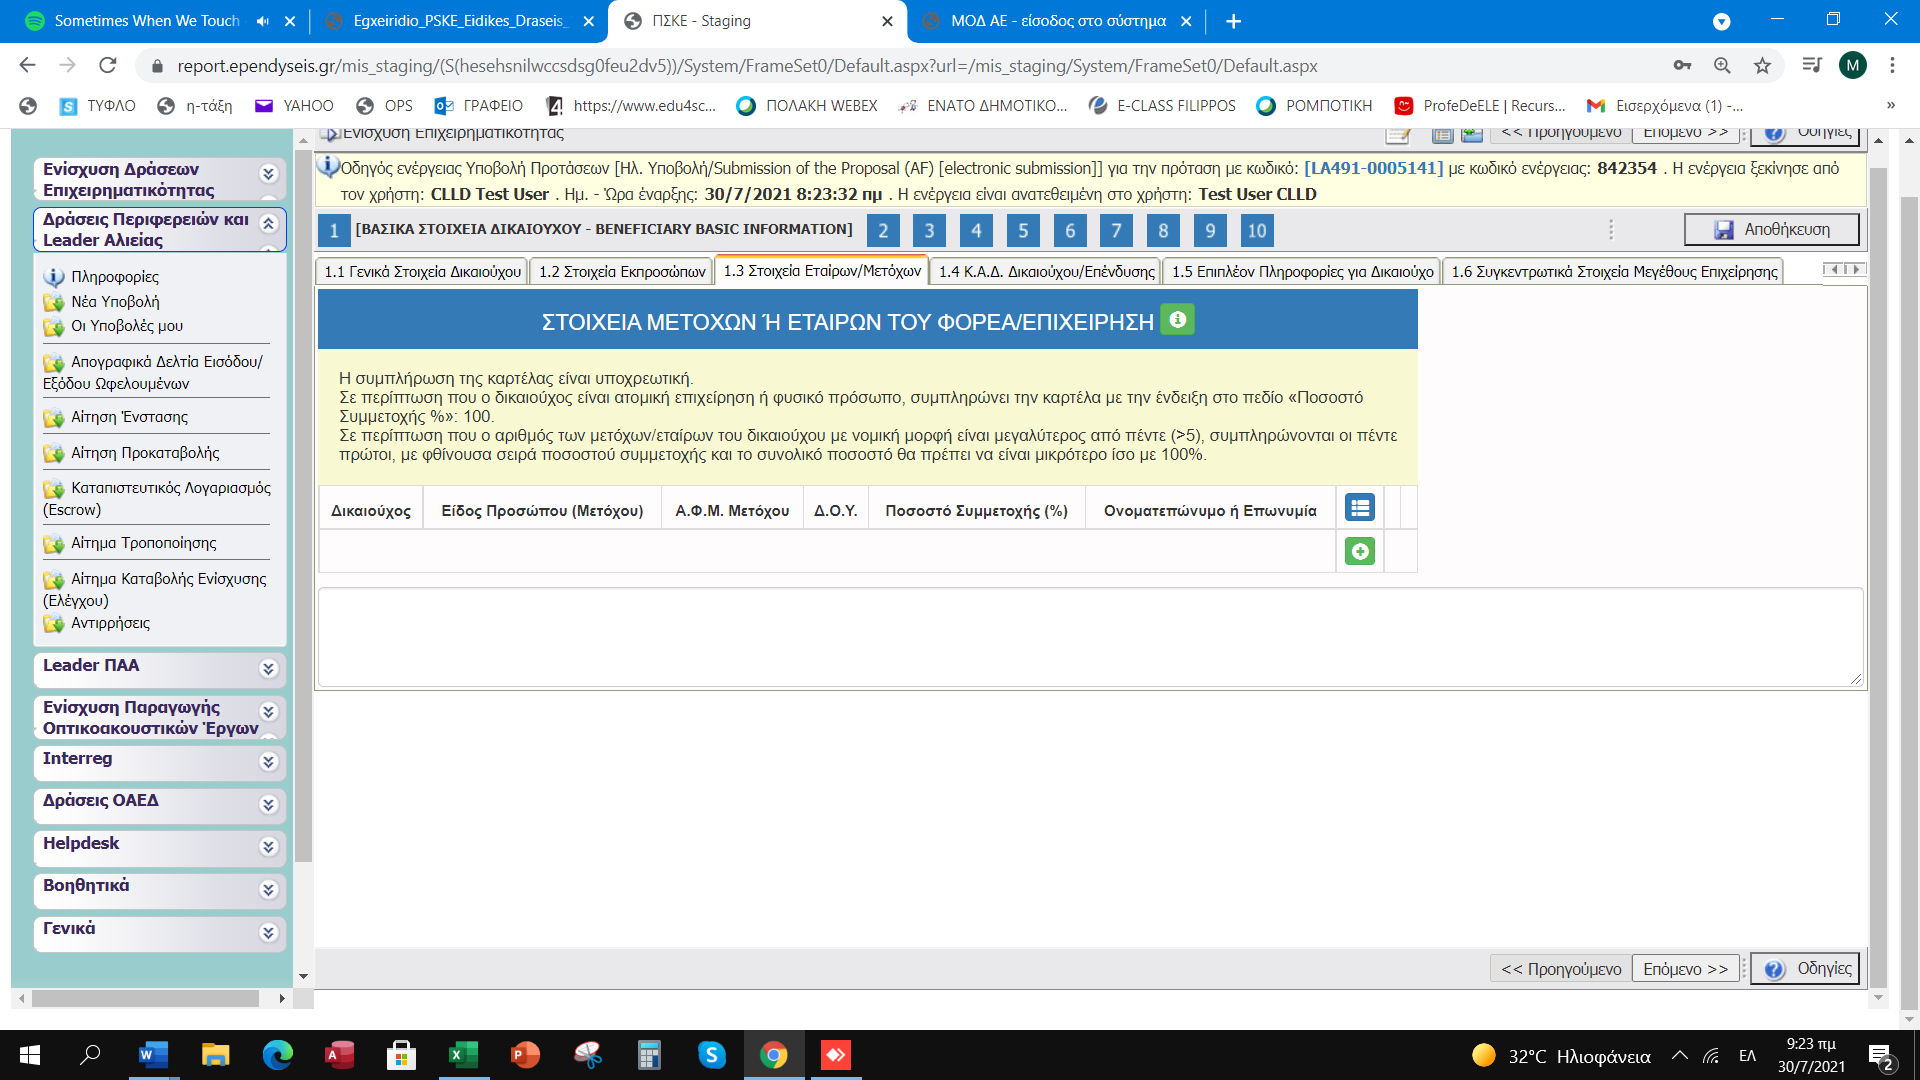 Sometimes When We Touch
Egxeiridio_PSKE_Eidikes_Draseis_
ΠΣΚΕ - Staging
ΜΟΔ ΑΕ - είσοδος στο σύστημα
report.ependyseis.gr/mis_staging/(S(hesehsnilwccsdsg0feu2dv5))/System/FrameSet0/Default.aspx?url=/mis_staging/System/FrameSet0/Default.aspx
M
ΤΥΦΛΟ
η-τάξη
YAHOO
OPS
ΓΡΑΦΕΙΟ
https://www.edu4sc...
ΠΟΛΑΚΗ WEBEX
ΕΝΑΤΟ ΔΗΜΟΤΙΚΟ...
E-CLASS FILIPPOS
ΡΟΜΠΟΤΙΚΗ
ProfeDeELE | Recurs...
Εισερχόμενα (1) -...
»
Ενίσχυση Επιχειρηματικότητας
<< Προηγούμενο
Επόμενο >>
Οδηγίες
Οδηγός ενέργειας Υποβολή Προτάσεων [Ηλ. Υποβολή/Submission of the Proposal (AF) [electronic submission]] για την πρόταση με κωδικό: [LA491-0005141] με κωδικό ενέργειας: 842354 . Η ενέργεια ξεκίνησε από
τον χρήστη: CLLD Test User . Ημ. - Ώρα έναρξης: 30/7/2021 8:23:32 πμ . Η ενέργεια είναι ανατεθειμένη στο χρήστη: Test User CLLD
1 [ΒΑΣΙΚΑ ΣΤΟΙΧΕΙΑ ΔΙΚΑΙΟΥΧΟΥ - BENEFICIARY BASIC INFORMATION] 2 3 4 5 6 7 8 9 10
Αποθήκευση
1.1 Γενικά Στοιχεία Δικαιούχου
1.2 Στοιχεία Εκπροσώπων
1.3 Στοιχεία Εταίρων/Μετόχων
1.4 Κ.Α.Δ. Δικαιούχου/Επένδυσης
1.5 Επιπλέον Πληροφορίες για Δικαιούχο
1.6 Συγκεντρωτικά Στοιχεία Μεγέθους Επιχείρησης
ΣΤΟΙΧΕΙΑ ΜΕΤΟΧΩΝ Ή ΕΤΑΙΡΩΝ ΤΟΥ ΦΟΡΕΑ/ΕΠΙΧΕΙΡΗΣΗ
Η συμπλήρωση της καρτέλας είναι υποχρεωτική.
Σε περίπτωση που ο δικαιούχος είναι ατομική επιχείρηση ή φυσικό πρόσωπο, συμπληρώνει την καρτέλα με την ένδειξη στο πεδίο «Ποσοστό
Συμμετοχής %»: 100.
Σε περίπτωση που ο αριθμός των μετόχων/εταίρων του δικαιούχου με νομική μορφή είναι μεγαλύτερος από πέντε (>5), συμπληρώνονται οι πέντε
πρώτοι, με φθίνουσα σειρά ποσοστού συμμετοχής και το συνολικό ποσοστό θα πρέπει να είναι μικρότερο ίσο με 100%.
Δικαιούχος
Είδος Προσώπου (Μετόχου)
Α.Φ.Μ. Μετόχου
Δ.Ο.Υ.
Ποσοστό Συμμετοχής (%)
Ονοματεπώνυμο ή Επωνυμία
Ενίσχυση Δράσεων
Επιχειρηματικότητας
Δράσεις Περιφερειών και
Leader Αλιείας
Πληροφορίες
Νέα Υποβολή
Οι Υποβολές μου
Απογραφικά Δελτία Εισόδου/
Εξόδου Ωφελουμένων
Αίτηση Ένστασης
Αίτηση Προκαταβολής
Καταπιστευτικός Λογαριασμός
(Escrow)
Αίτημα Τροποποίησης
Αίτημα Καταβολής Ενίσχυσης
(Ελέγχου)
Αντιρρήσεις
Leader ΠΑΑ
Ενίσχυση Παραγωγής
Οπτικοακουστικών Έργων
Interreg
Δράσεις ΟΑΕΔ
Helpdesk
Βοηθητικά
Γενικά
<< Προηγούμενο
Επόμενο >>
Οδηγίες
32°C Ηλιοφάνεια
ΕΛ
9:23 πμ
30/7/2021
2